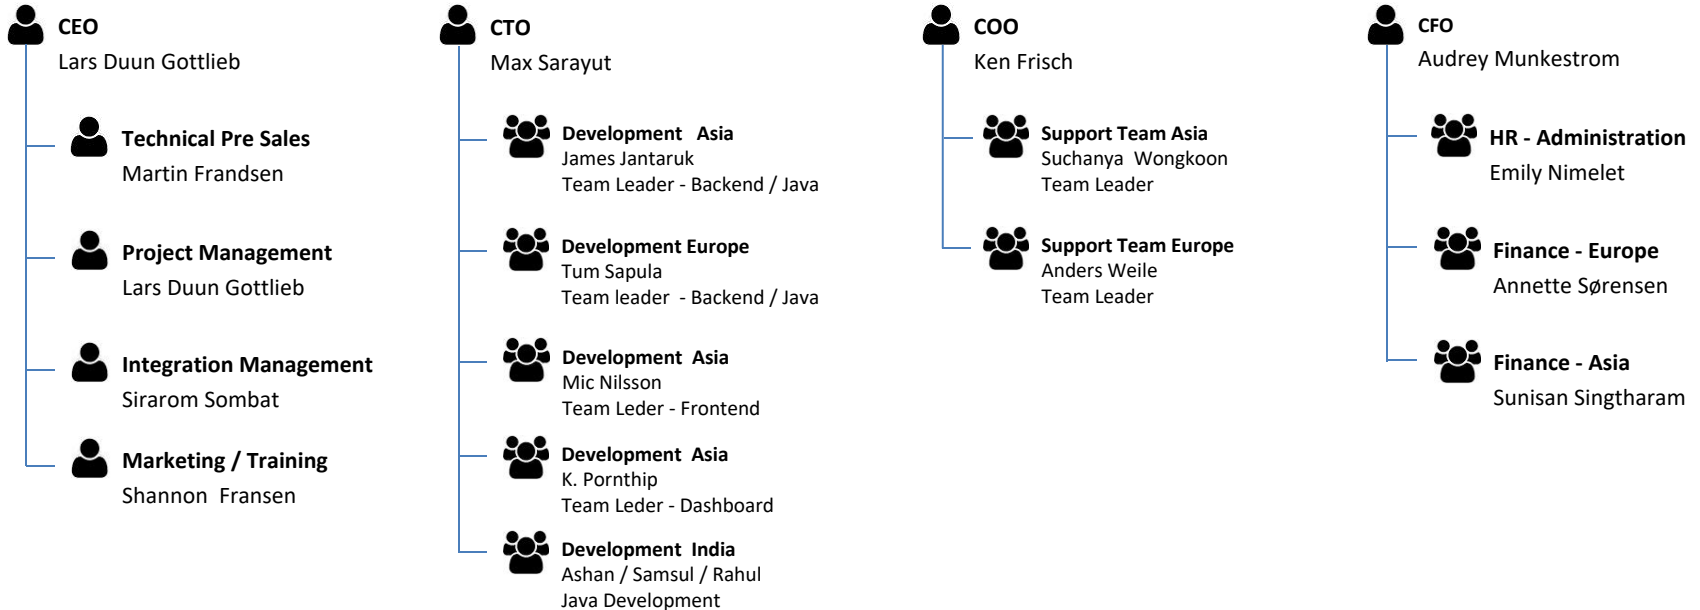 CEO
Lars Duun Gottlieb
Technical Pre Sales
Martin Frandsen
Project Management
Lars Duun Gottlieb
Integration Management
Sirarom Sombat
Marketing / Training
Shannon Fransen
CTO
Max Sarayut
Development Asia
James Jantaruk
Team Leader - Backend / Java
Development Europe
Tum Sapula
Team leader - Backend / Java
Development Asia
Mic Nilsson
Team Leder - Frontend
Development Asia
K. Pornthip
Team Leder - Dashboard
Development India
Ashan / Samsul / Rahul
Java Development
COO
Ken Frisch
Support Team Asia
Suchanya Wongkoon
Team Leader
Support Team Europe
Anders Weile
Team Leader
CFO
Audrey Munkestrom
HR - Administration
Emily Nimelet
Finance - Europe
Annette Sørensen
Finance - Asia
Sunisan Singtharam